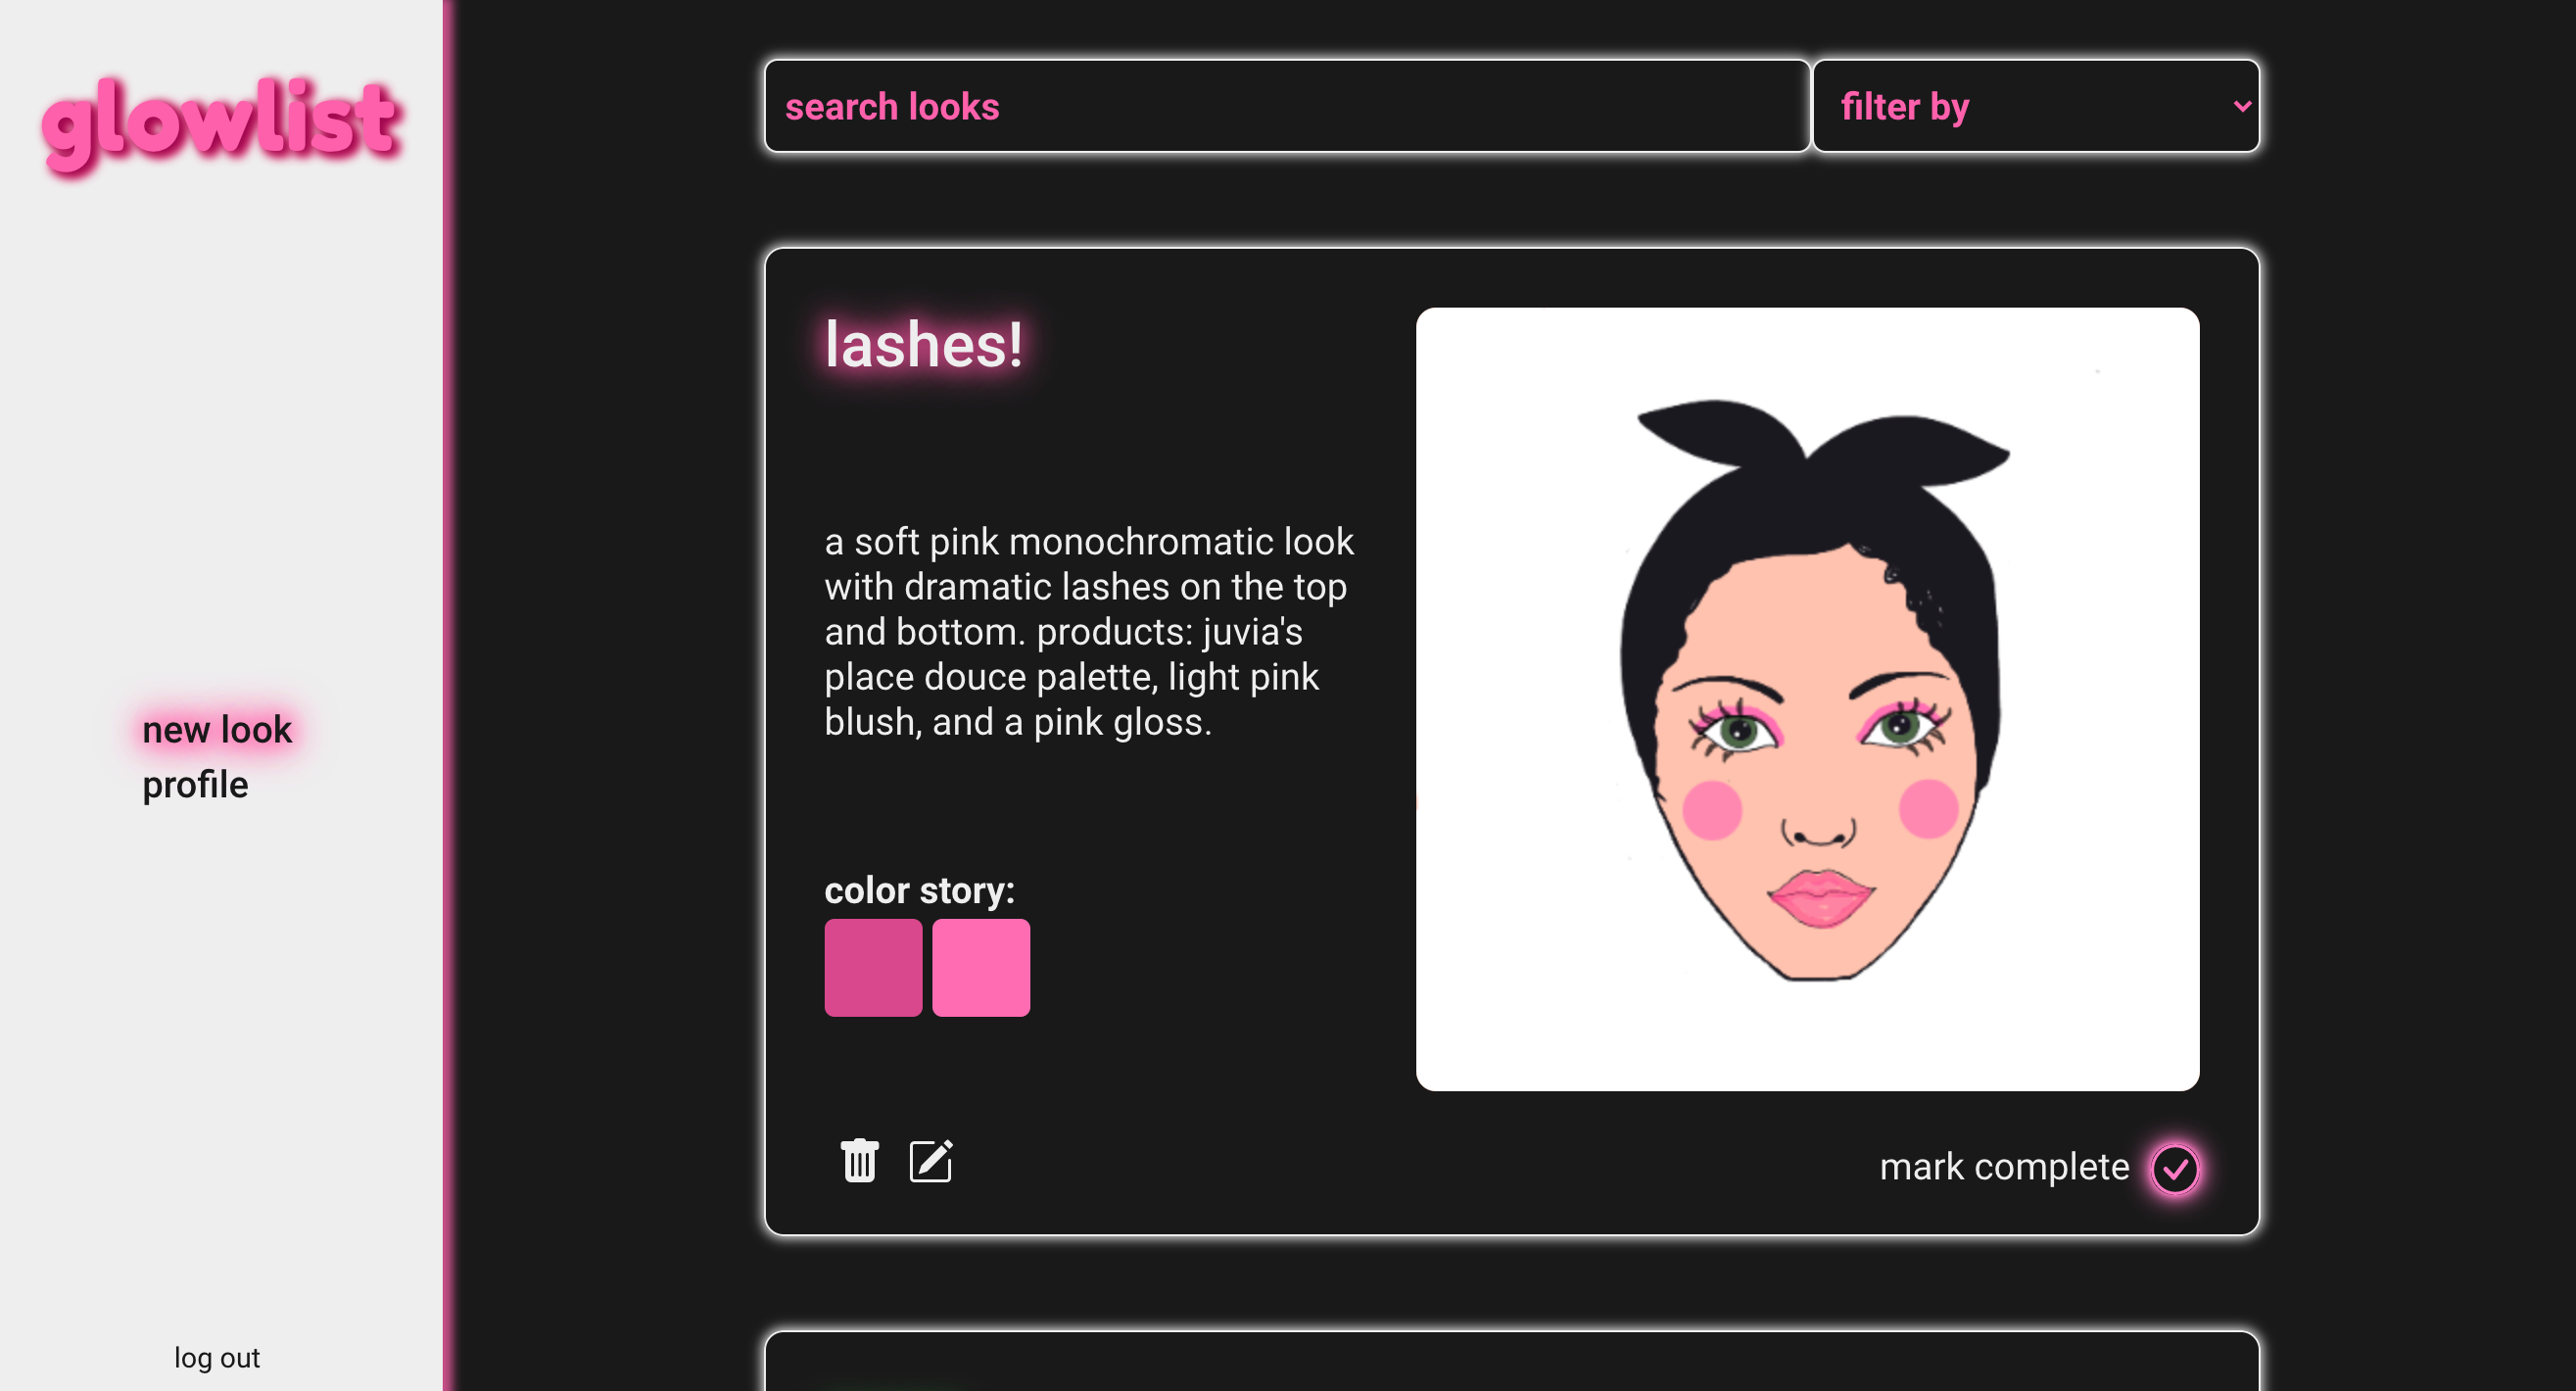 glowlist
new look
profile
log out
search looks
filter by
lashes!
a soft pink monochromatic look
with dramatic lashes on the top
and bottom. products: juvia's
place douce palette, light pink
blush, and a pink gloss.
color story:
mark complete